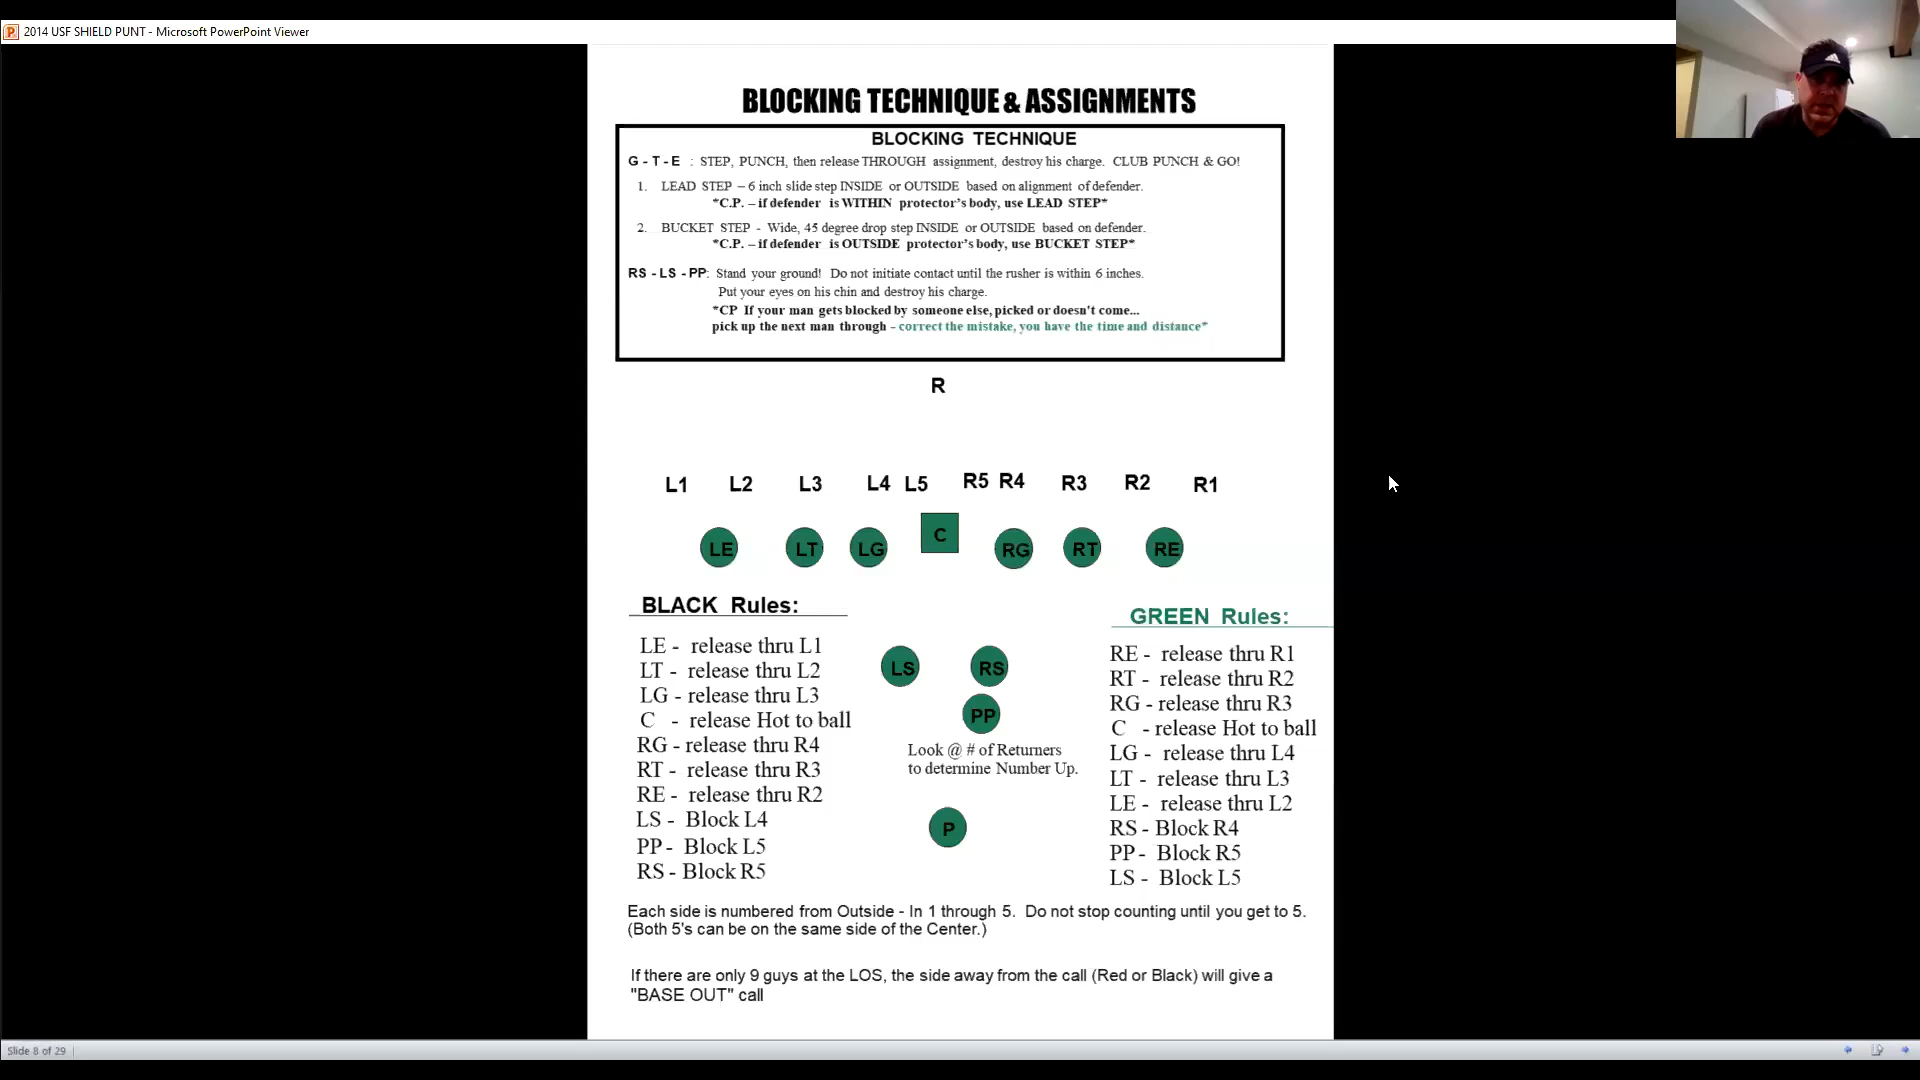 2014 USF SHIELD PUNT - Microsoft PowerPoint Viewer
BLOCKING TECHNIQUE & ASSIGNMENTS
BLOCKING TECHNIQUE
G - T - E : STEP, PUNCH, then release THROUGH assignment, destroy his charge. CLUB PUNCH & GO!
1. LEAD STEP – 6 inch slide step INSIDE or OUTSIDE based on alignment of defender.
*C.P. – if defender is WITHIN protector's body, use LEAD STEP*
2. BUCKET STEP - Wide, 45 degree drop step INSIDE or OUTSIDE based on defender.
*C.P. – if defender is OUTSIDE protector's body, use BUCKET STEP*
RS - LS - PP: Stand your ground! Do not initiate contact until the rusher is within 6 inches.
Put your eyes on his chin and destroy his charge.
*CP If your man gets blocked by someone else, picked or doesn't come...
pick up the next man through - correct the mistake, you have the time and distance*
R
L1 L2 L3 L4 L5 R5 R4 R3 R2 R1
LE LT LG C RG RT RE
BLACK Rules:
LE - release thru L1
LT - release thru L2
LG - release thru L3
C - release Hot to ball
RG - release thru R4
RT - release thru R3
RE - release thru R2
LS - Block L4
PP - Block L5
RS - Block R5
LS RS
PP
Look @ # of Returners
to determine Number Up.
P
GREEN Rules:
RE - release thru R1
RT - release thru R2
RG - release thru R3
C - release Hot to ball
LG - release thru L4
LT - release thru L3
LE - release thru L2
RS - Block R4
PP - Block R5
LS - Block L5
Each side is numbered from Outside - In 1 through 5. Do not stop counting until you get to 5.
(Both 5's can be on the same side of the Center.)
If there are only 9 guys at the LOS, the side away from the call (Red or Black) will give a
"BASE OUT" call
Slide 8 of 29